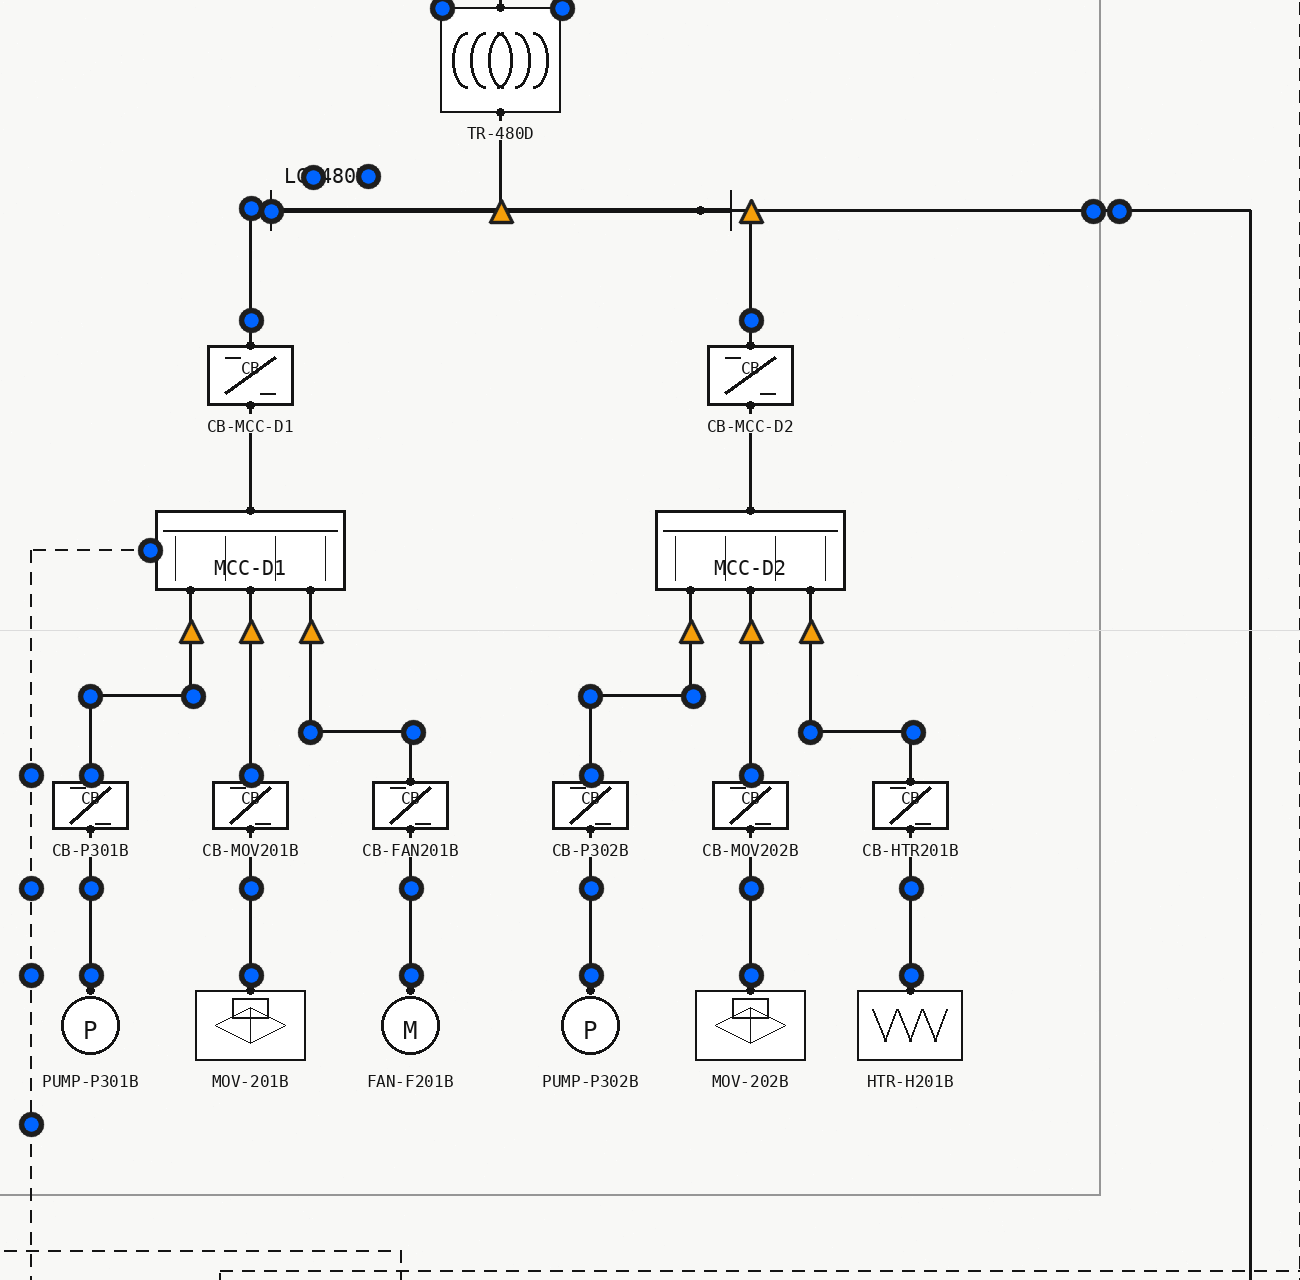 TR-480D
CB
CB
CB-MCC-D1
CB-MCC-D2
MCC-D1
MCC-D2
CB
CB
CB
CB
CB
CB
CB-P301B
CB-MOV201B
CB-FAN201B
CB-P302B
CB-MOV202B
CB-HTR201B
P
M
P
PUMP-P301B
MOV-201B
FAN-F201B
PUMP-P302B
MOV-202B
HTR-H201B